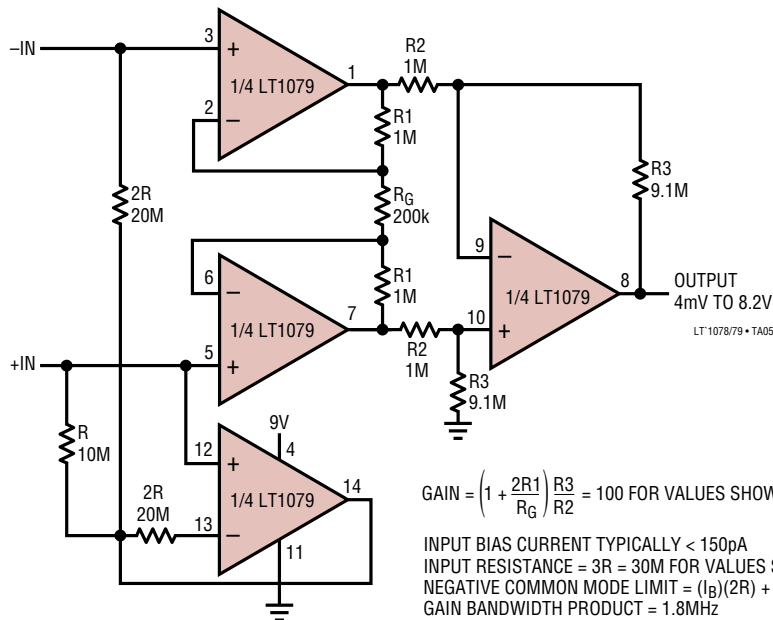 –IN
3
+
1/4 LT1079
2
–
1
R2
1M
R1
1M
RG
200k
R1
1M
2R
20M
R3
9.1M
6
–
1/4 LT1079
5
+
7
R2
1M
9
–
1/4 LT1079
10
+
8
OUTPUT
4mV TO 8.2V
LT1078/79 • TA05
R3
9.1M
+IN
R
10M
2R
20M
9V
4
12
+
1/4 LT1079
13
–
14
11
GAIN = (1 + 2R1/RG) R3/R2 = 100 FOR VALUES
INPUT BIAS CURRENT TYPICALLY < 150pA
INPUT RESISTANCE = 3R = 30M FOR VALUES
NEGATIVE COMMON MODE LIMIT = (IB)(2R) +
GAIN BANDWIDTH PRODUCT = 1.8MHz